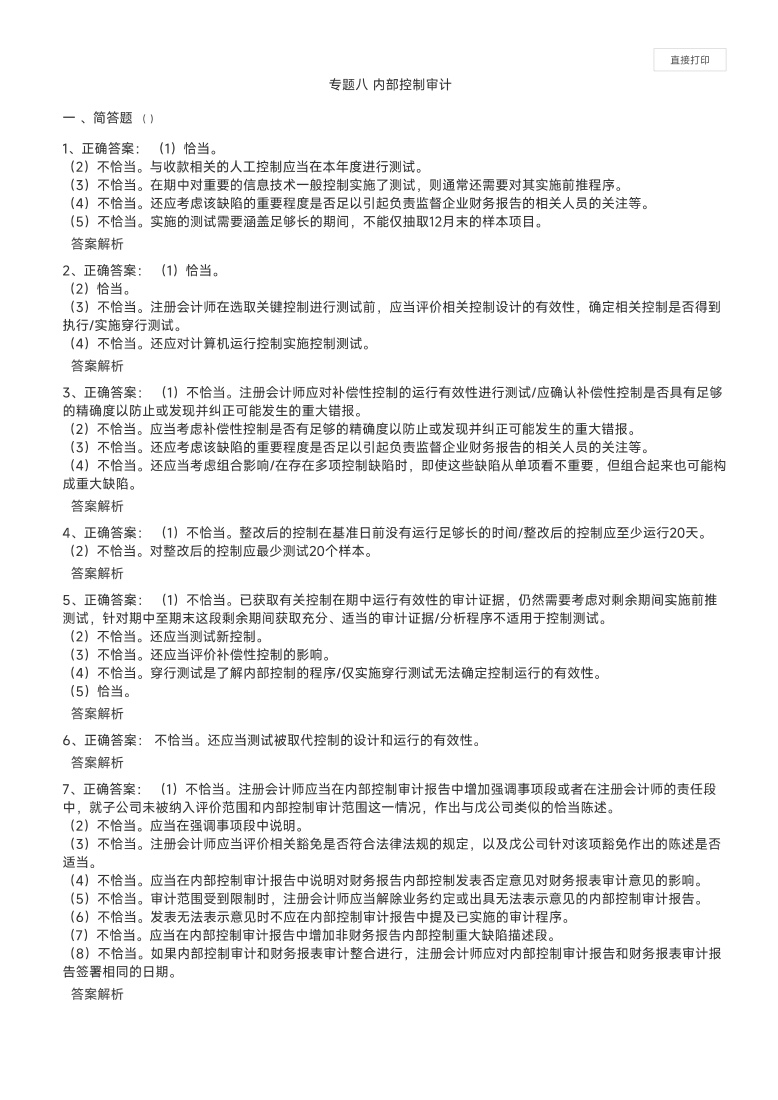 直接打印
专题八 内部控制审计
一 、简答题 （ ）
1、正确答案： （1）恰当。
（2）不恰当。与收款相关的人工控制应当在本年度进行测试。
（3）不恰当。在期中对重要的信息技术一般控制实施了测试，则通常还需要对其实施前推程序。
（4）不恰当。还应考虑该缺陷的重要程度是否足以引起负责监督企业财务报告的相关人员的关注等。
（5）不恰当。实施的测试需要涵盖足够长的期间，不能仅抽取12月末的样本项目。
答案解析
2、正确答案： （1）恰当。
（2）恰当。
（3）不恰当。注册会计师在选取关键控制进行测试前，应当评价相关控制设计的有效性，确定相关控制是否得到
执行/实施穿行测试。
（4）不恰当。还应对计算机运行控制实施控制测试。
答案解析
3、正确答案： （1）不恰当。注册会计师应对补偿性控制的运行有效性进行测试/应确认补偿性控制是否具有足够
的精确度以防止或发现并纠正可能发生的重大错报。
（2）不恰当。应当考虑补偿性控制是否有足够的精确度以防止或发现并纠正可能发生的重大错报。
（3）不恰当。还应考虑该缺陷的重要程度是否足以引起负责监督企业财务报告的相关人员的关注等。
（4）不恰当。还应当考虑组合影响/在存在多项控制缺陷时，即使这些缺陷从单项看不重要，但组合起来也可能构
成重大缺陷。
答案解析
4、正确答案： （1）不恰当。整改后的控制在基准日前没有运行足够长的时间/整改后的控制应至少运行20天。
（2）不恰当。对整改后的控制应最少测试20个样本。
答案解析
5、正确答案： （1）不恰当。已获取有关控制在期中运行有效性的审计证据，仍然需要考虑对剩余期间实施前推
测试，针对期中至期末这段剩余期间获取充分、适当的审计证据/分析程序不适用于控制测试。
（2）不恰当。还应当测试新控制。
（3）不恰当。还应当评价补偿性控制的影响。
（4）不恰当。穿行测试是了解内部控制的程序/仅实施穿行测试无法确定控制运行的有效性。
（5）恰当。
答案解析
6、正确答案： 不恰当。还应当测试被取代控制的设计和运行的有效性。
答案解析
7、正确答案： （1）不恰当。注册会计师应当在内部控制审计报告中增加强调事项段或者在注册会计师的责任段
中，就子公司未被纳入评价范围和内部控制审计范围这一情况，作出与戊公司类似的恰当陈述。
（2）不恰当。应当在强调事项段中说明。
（3）不恰当。注册会计师应当评价相关豁免是否符合法律法规的规定，以及戊公司针对该项豁免作出的陈述是否
适当。
（4）不恰当。应当在内部控制审计报告中说明对财务报告内部控制发表否定意见对财务报表审计意见的影响。
（5）不恰当。审计范围受到限制时，注册会计师应当解除业务约定或出具无法表示意见的内部控制审计报告。
（6）不恰当。发表无法表示意见时不应在内部控制审计报告中提及已实施的审计程序。
（7）不恰当。应当在内部控制审计报告中增加非财务报告内部控制重大缺陷描述段。
（8）不恰当。如果内部控制审计和财务报表审计整合进行，注册会计师应对内部控制审计报告和财务报表审计报
告签署相同的日期。
答案解析